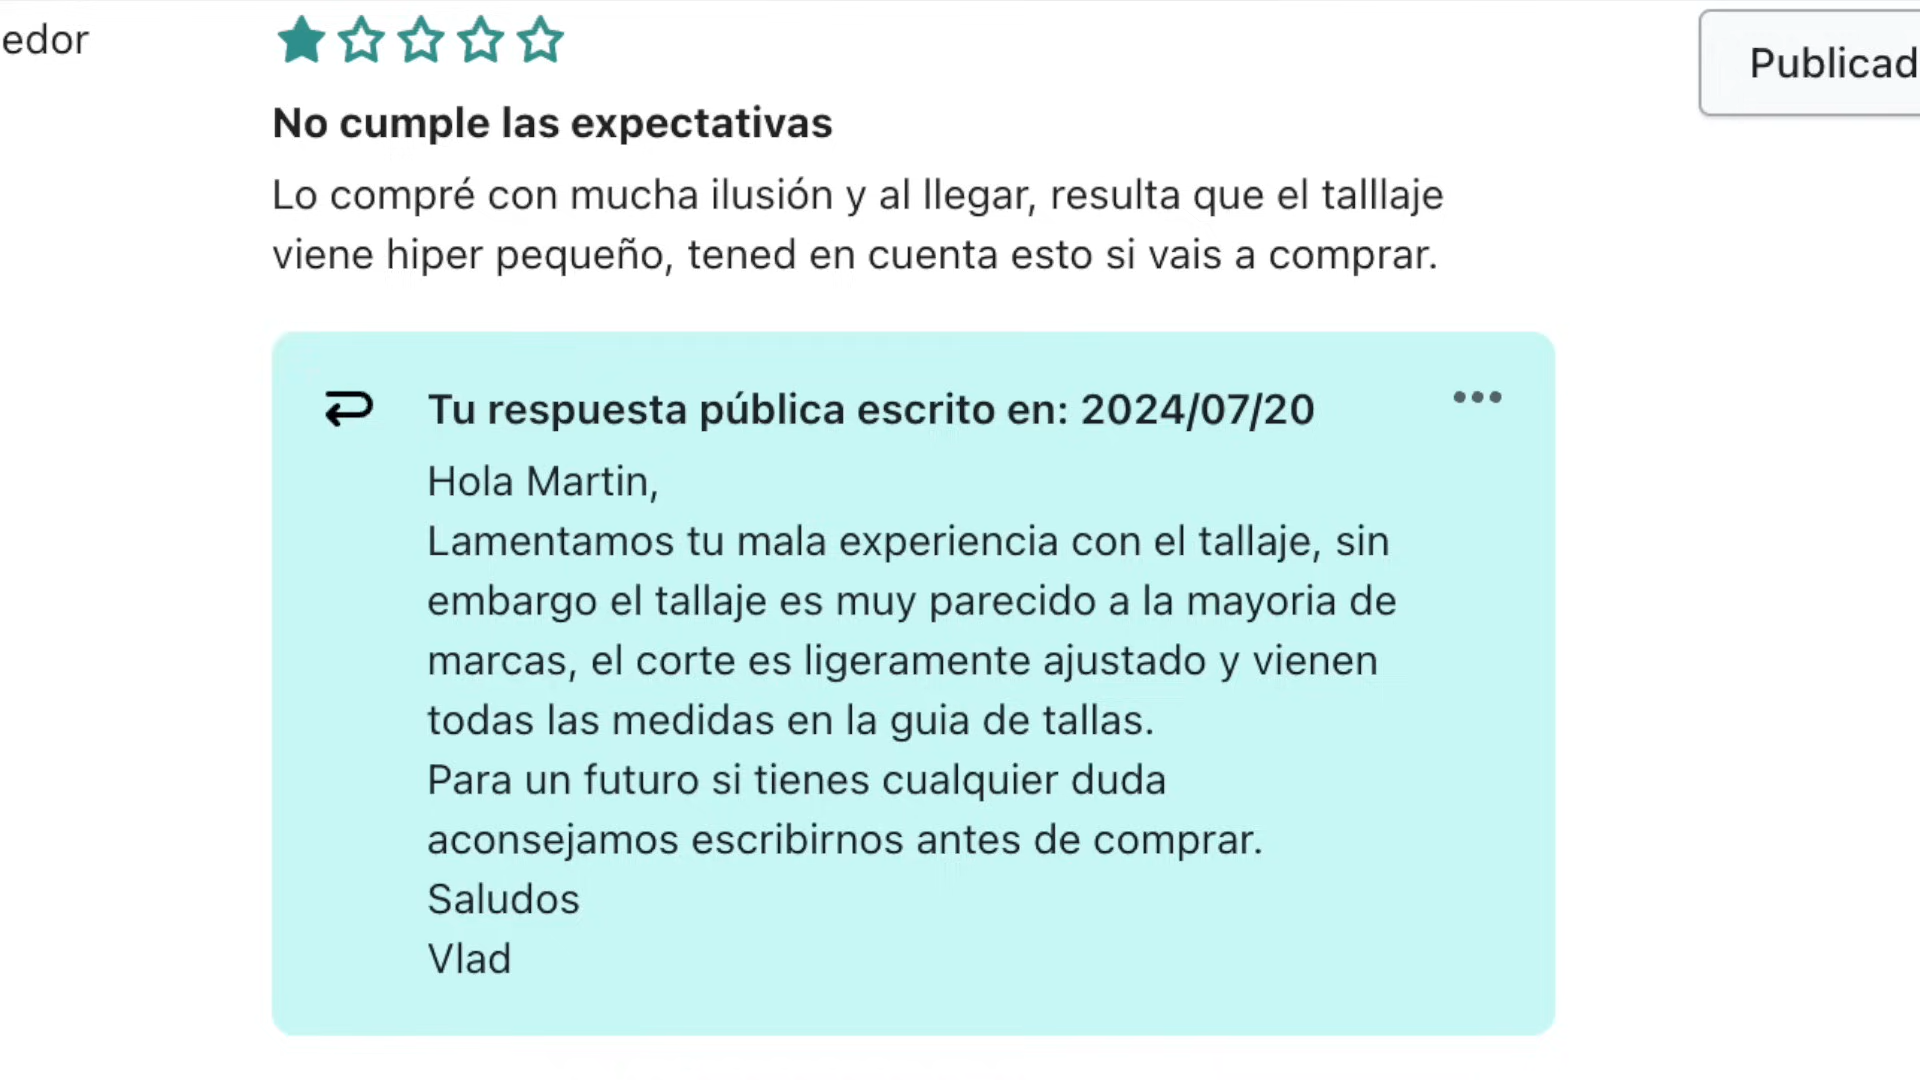 edor
Publicad
No cumple las expectativas
Lo compré con mucha ilusión y al llegar, resulta que el talllaje
viene hiper pequeño, tened en cuenta esto si vais a comprar.
Tu respuesta pública escrito en: 2024/07/20
Hola Martin,
Lamentamos tu mala experiencia con el tallaje, sin
embargo el tallaje es muy parecido a la mayoria de
marcas, el corte es ligeramente ajustado y vienen
todas las medidas en la guia de tallas.
Para un futuro si tienes cualquier duda
aconsejamos escribirnos antes de comprar.
Saludos
Vlad